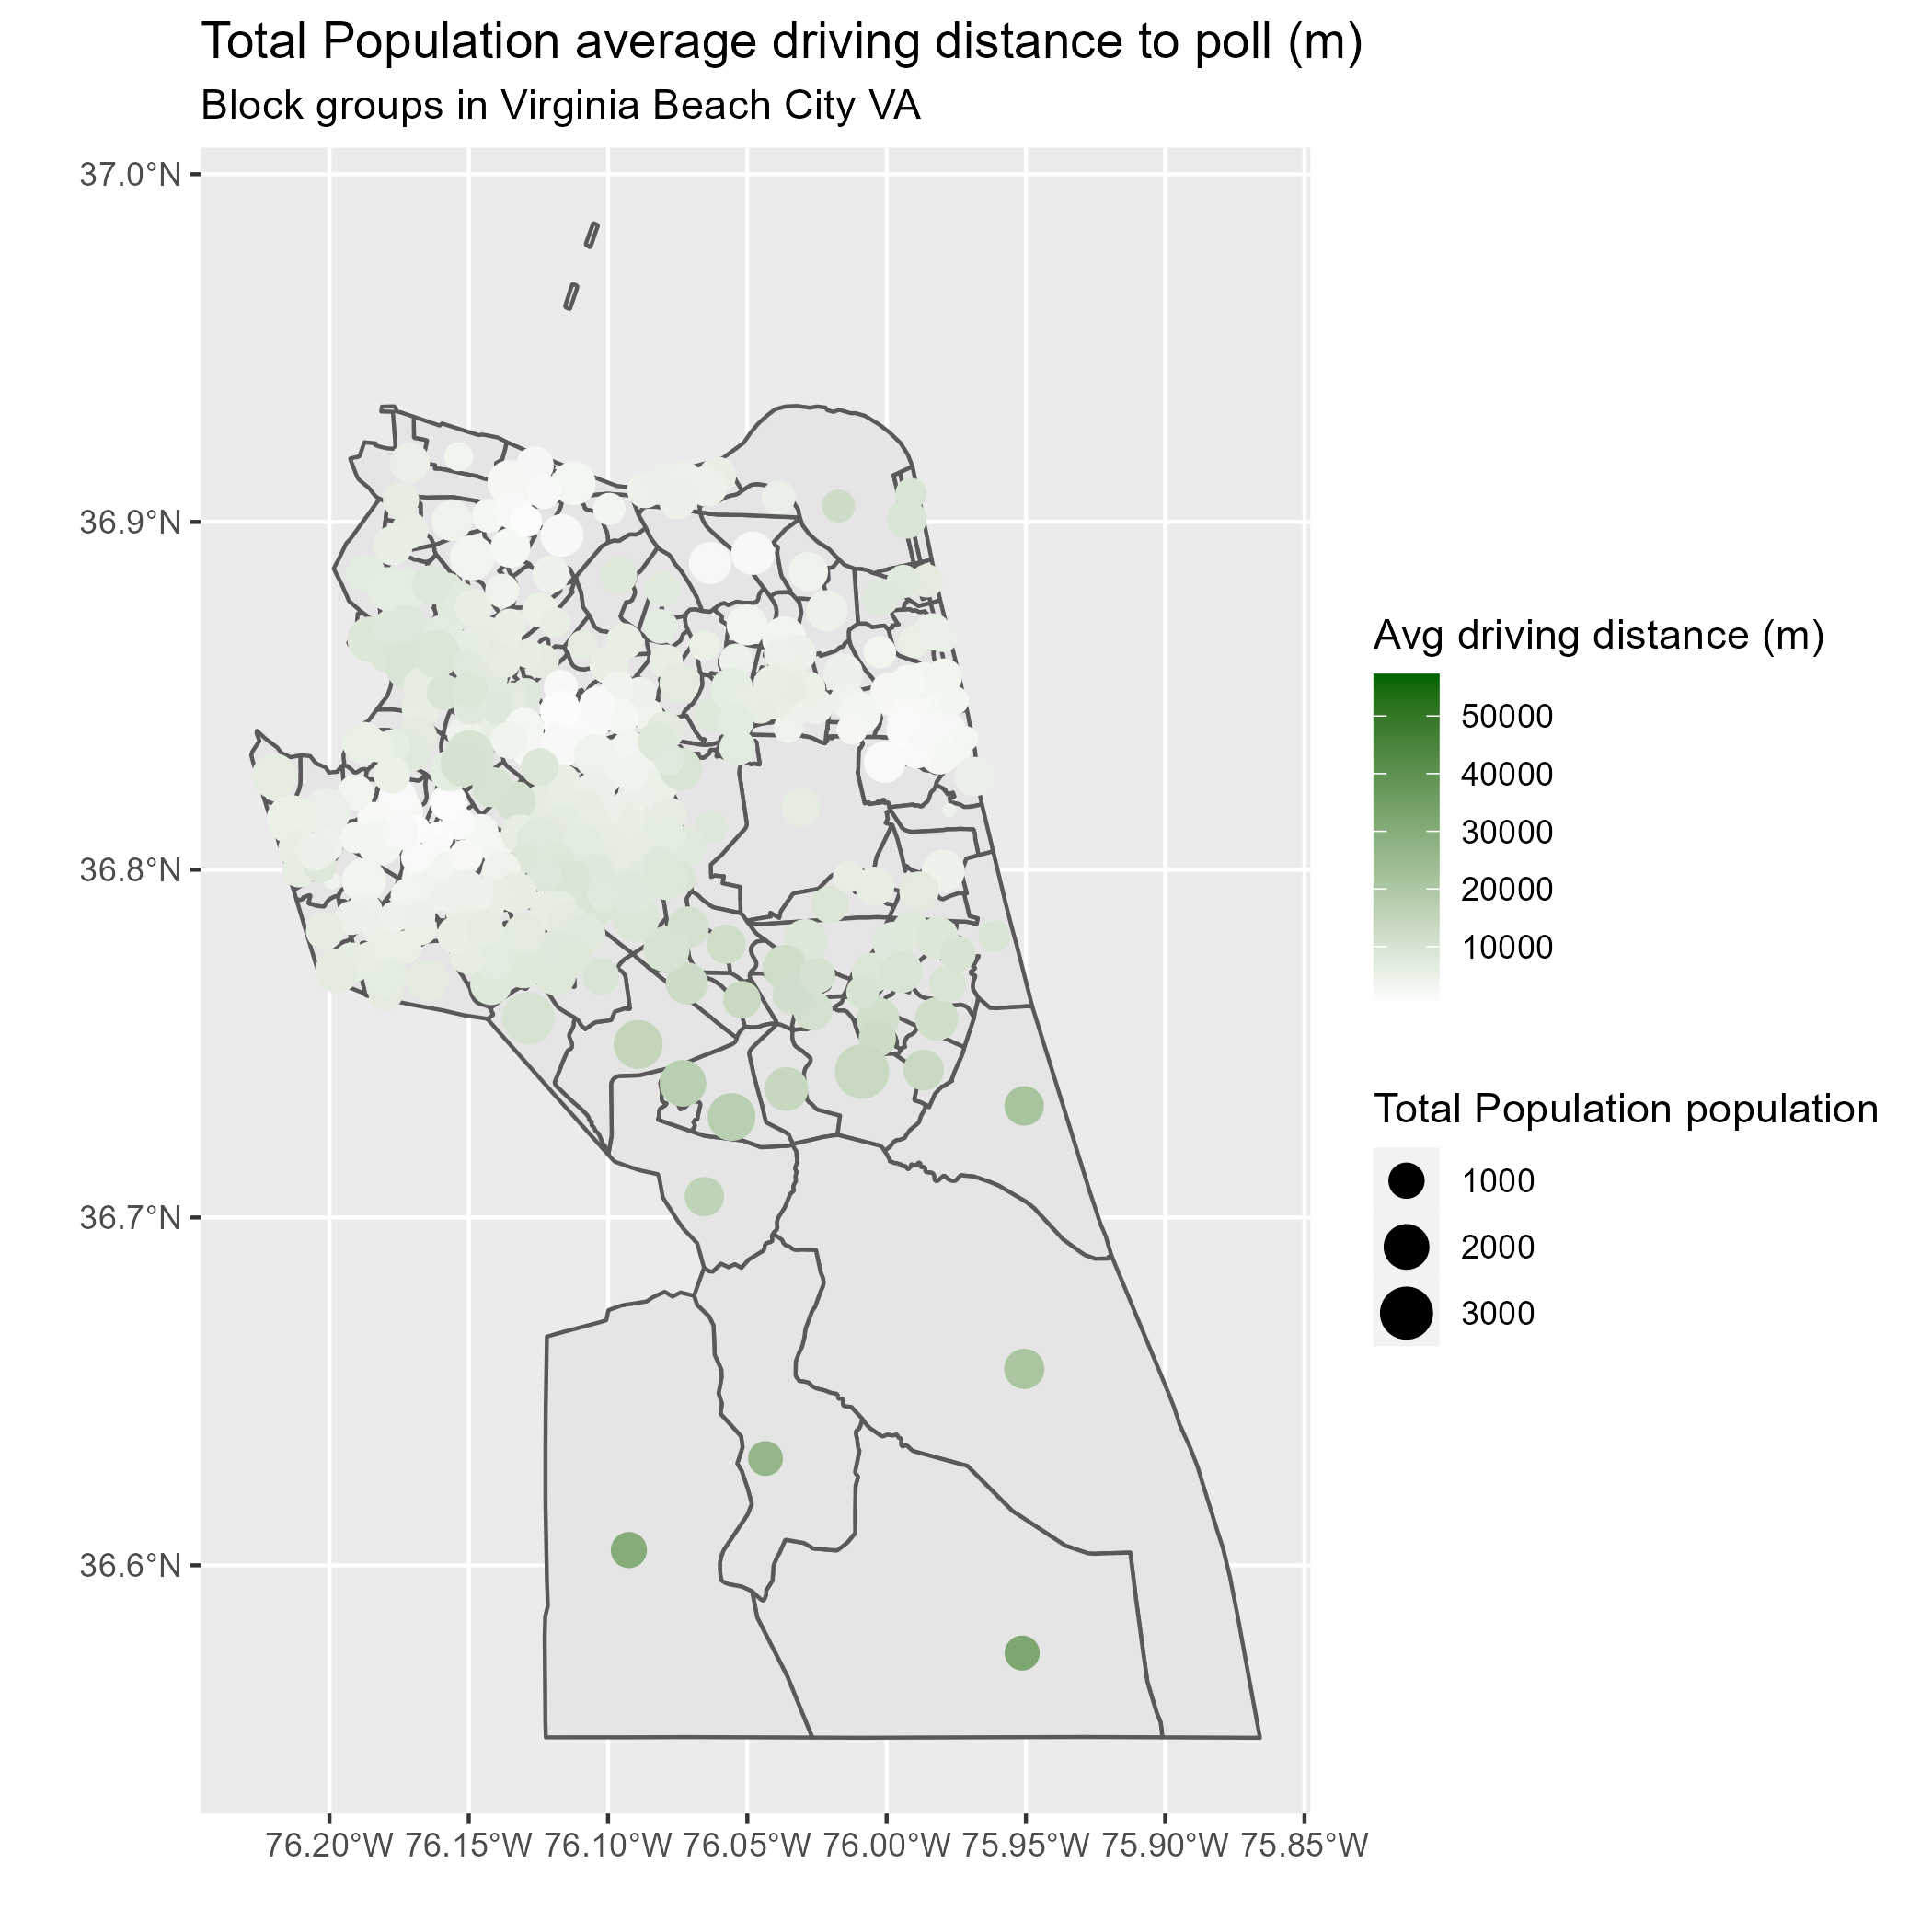 Total Population average driving distance to poll (m)
Block groups in Virginia Beach City VA
37.0°N
36.9°N
36.8°N
36.7°N
36.6°N
76.20°W 76.15°W 76.10°W 76.05°W 76.00°W 75.95°W 75.90°W 75.85°W
Avg driving distance (m)
50000
40000
30000
20000
10000
Total Population population
1000
2000
3000